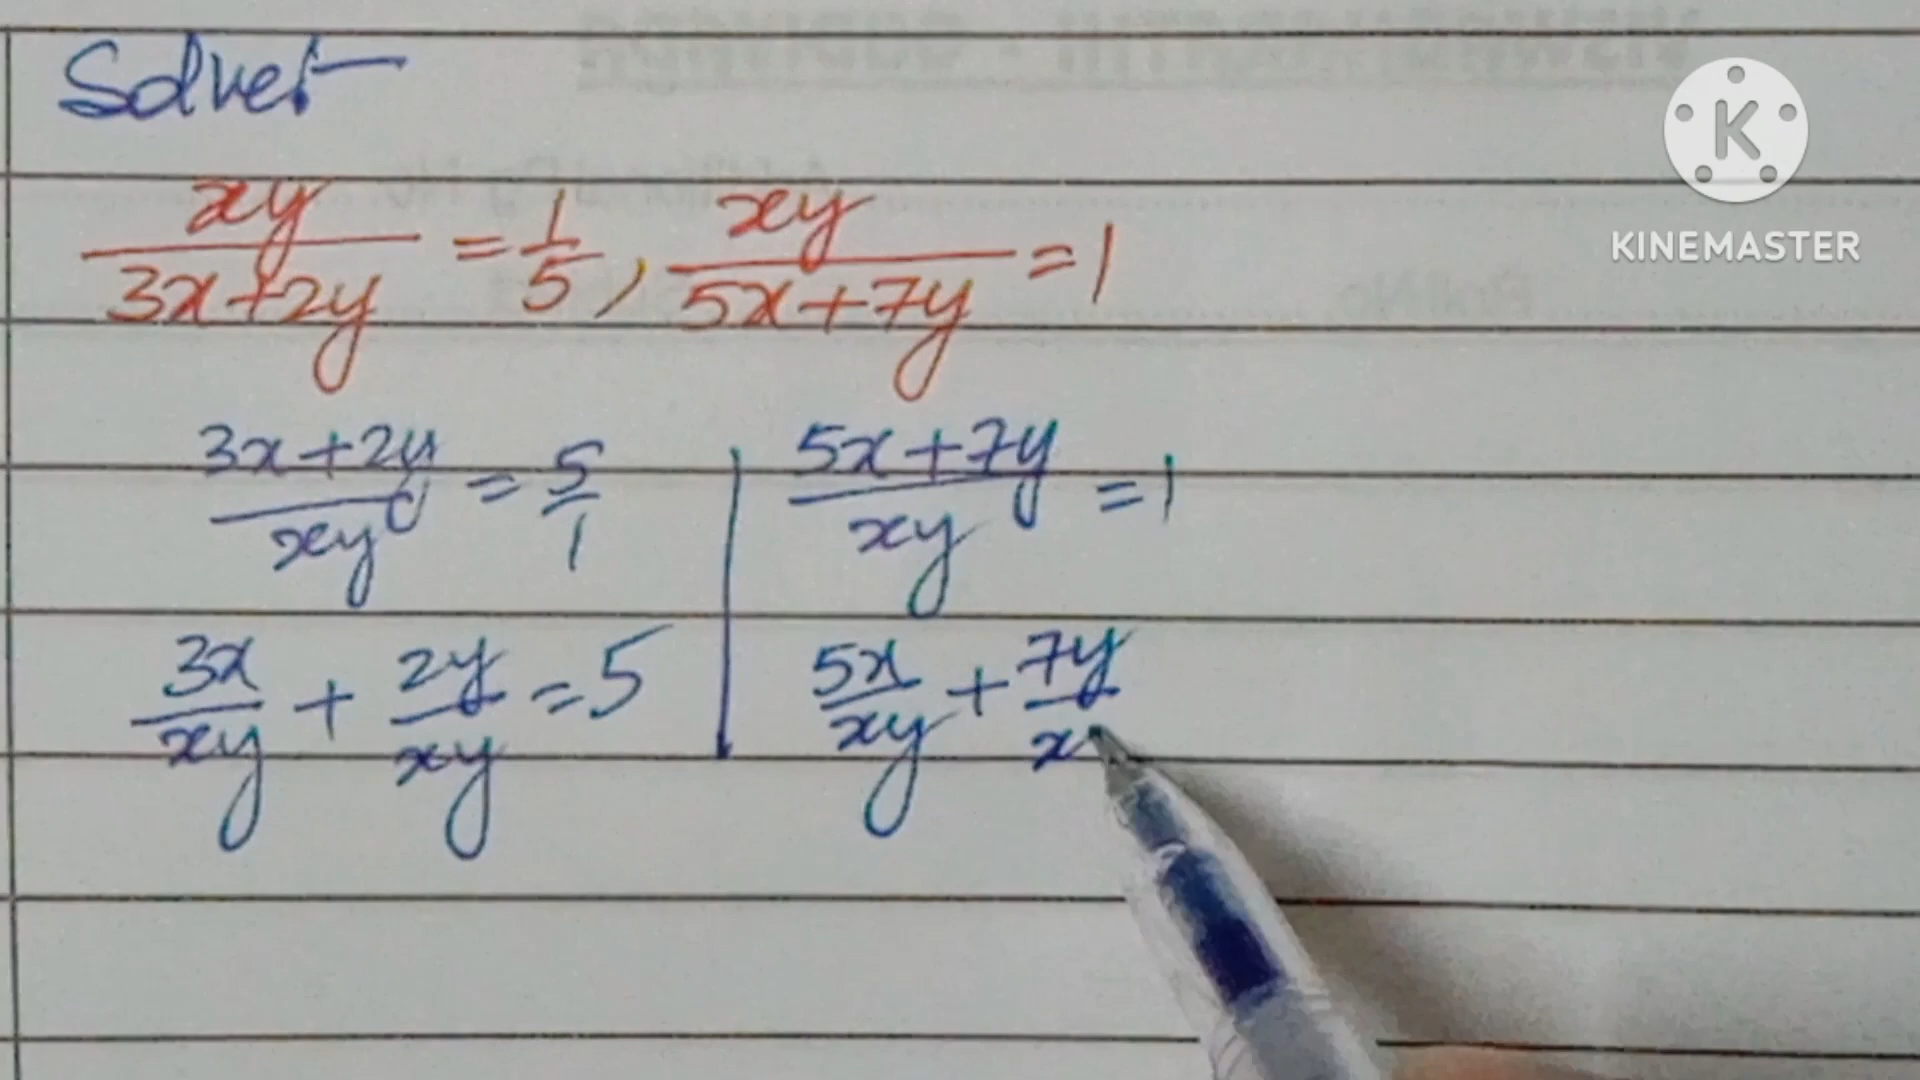 Solve:-
xy/(3x+2y) = 1/5, xy/(5x+7y) = 1
(3x+2y)/xy = 5/1 | (5x+7y)/xy = 1
3x/xy + 2y/xy = 5 | 5x/xy + 7y/x
K
KINEMASTER